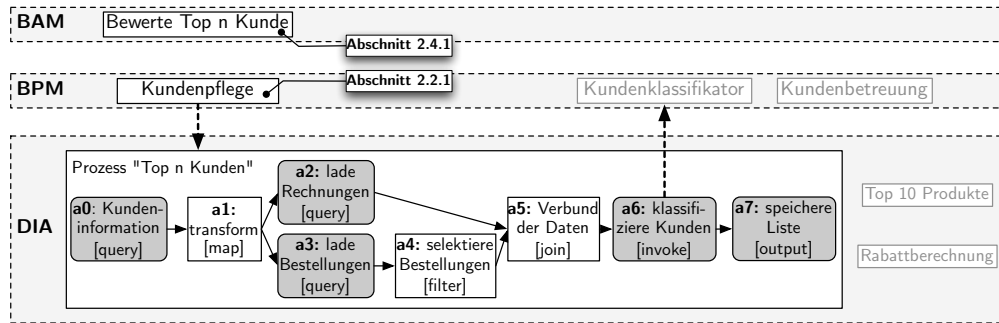 BAM
Bewerte Top n Kunde
Abschnitt 2.4.1
Abschnitt 2.2.1
BPM
Kundenpflege
Kundenklassifikator
Kundenbetreuung
DIA
Prozess "Top n Kunden"
a0: Kunden-
information
[query]
a1:
transform
[map]
a2: lade
Rechnungen
[query]
a3: lade
Bestellungen
[query]
a4: selektiere
Bestellungen
[filter]
a5: Verbund
der Daten
[join]
a6: klassifi-
ziere Kunden
[invoke]
a7: speichere
Liste
[output]
Top 10 Produkte
Rabattberechnung